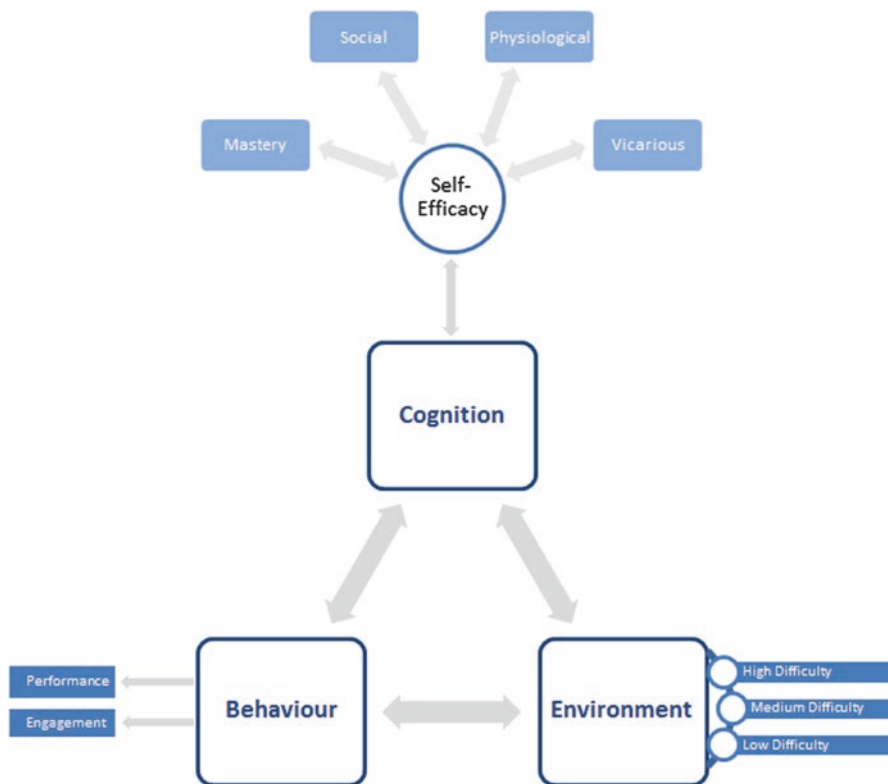 Social
Physiological
Mastery
Vicarious
Self-
Efficacy
Cognition
Performance
Engagement
Behaviour
Environment
High Difficulty
Medium Difficulty
Low Difficulty